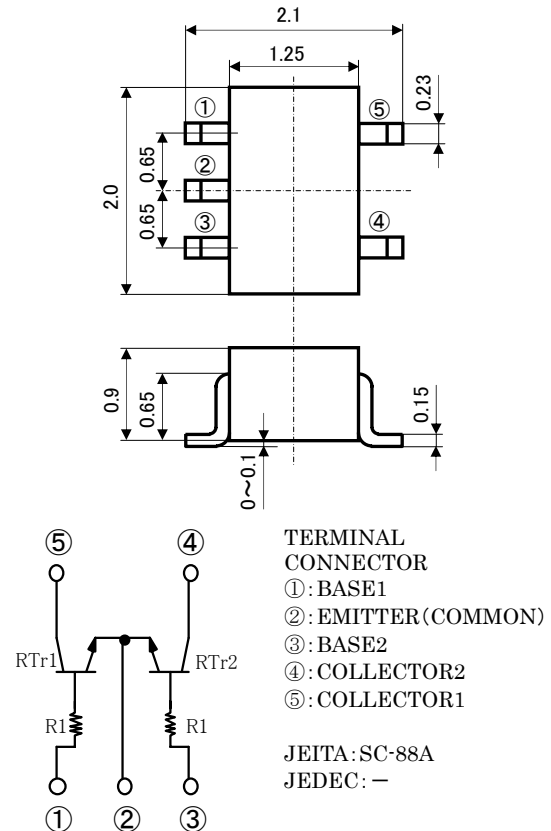 2.1
1.25
0.23
① ⑤
0.65
②
2.0
0.65
③ ④
0.9
0.65
0.15
0～0.1
⑤ ④
RTr1 RTr2
R1 R1
① ② ③
TERMINAL
CONNECTOR
①:BASE1
②:EMITTER(COMMON)
③:BASE2
④:COLLECTOR2
⑤:COLLECTOR1
JEITA:SC-88A
JEDEC:－